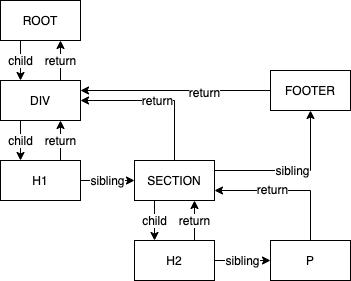 ROOT
child return
FOOTER
return
DIV
return
child return
H1
sibling
SECTION
sibling
return
child return
H2
sibling
P